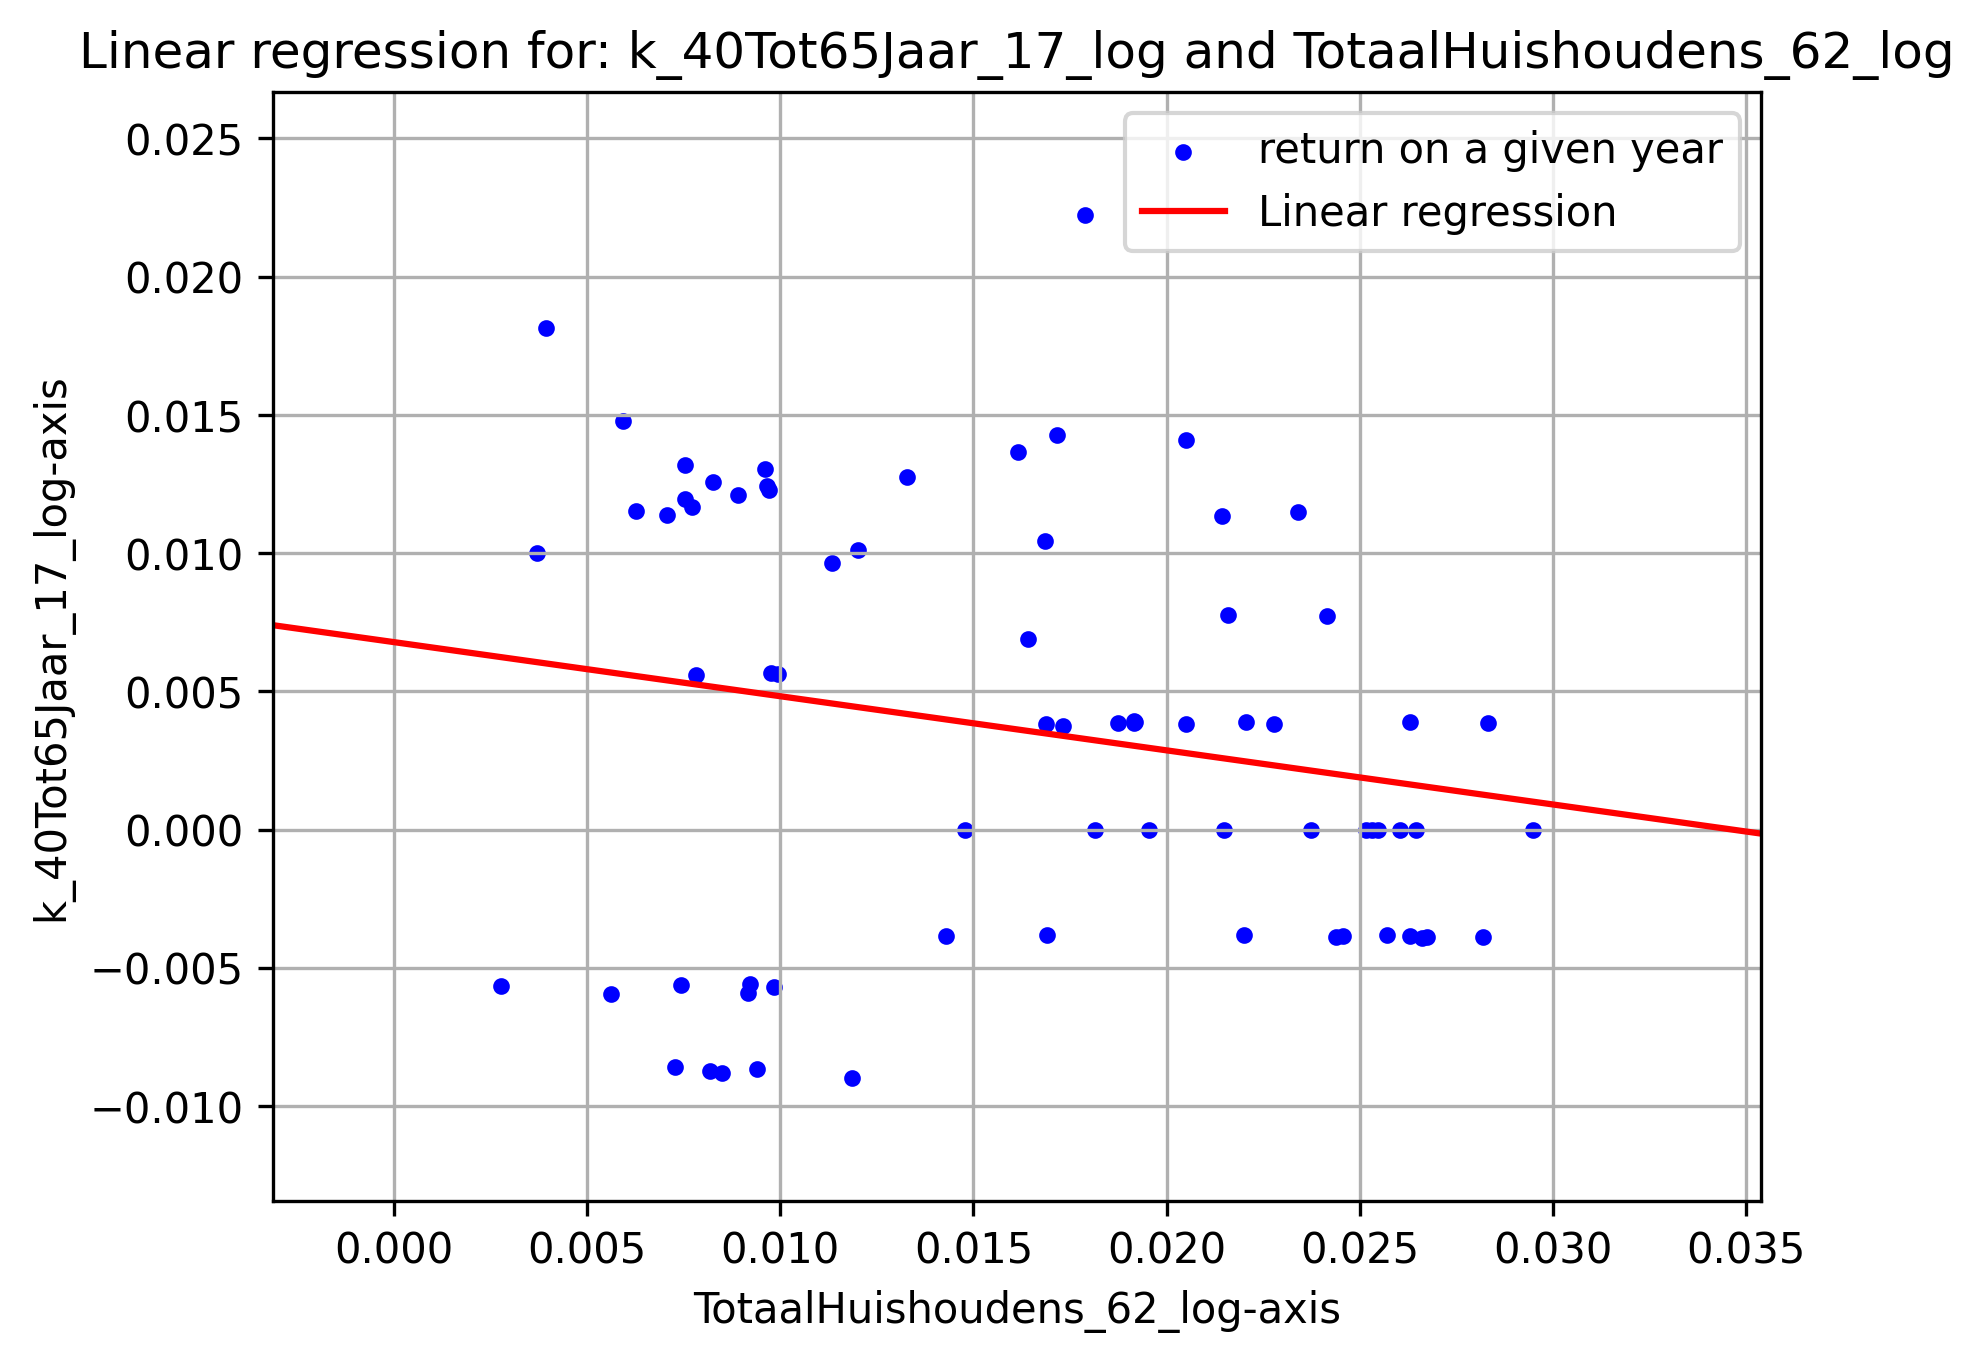 Linear regression for: k_40Tot65Jaar_17_log and TotaalHuishoudens_62_log
return on a given year
Linear regression
k_40Tot65Jaar_17_log-axis
0.025
0.020
0.015
0.010
0.005
0.000
−0.005
−0.010
0.000 0.005 0.010 0.015 0.020 0.025 0.030 0.035
TotaalHuishoudens_62_log-axis